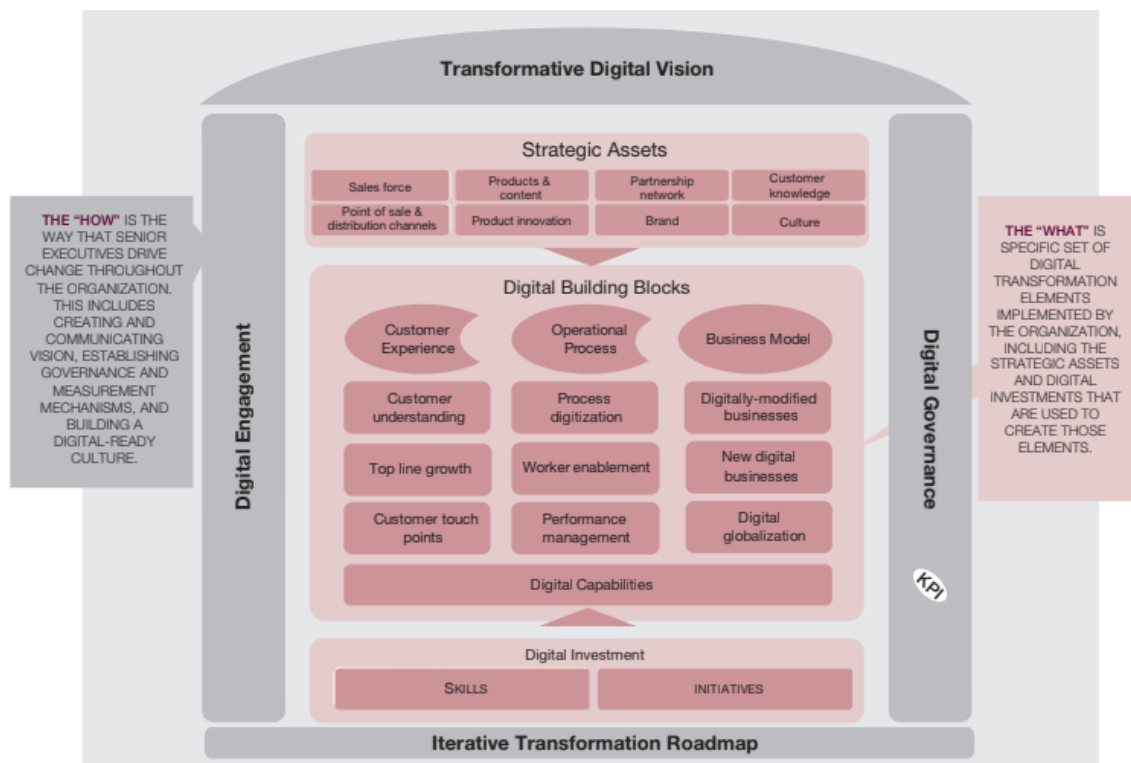 Transformative Digital Vision
THE “HOW” IS THE
WAY THAT SENIOR
EXECUTIVES DRIVE
CHANGE THROUGHOUT
THE ORGANIZATION.
THIS INCLUDES
CREATING AND
COMMUNICATING
VISION, ESTABLISHING
GOVERNANCE AND
MEASUREMENT
MECHANISMS, AND
BUILDING A
DIGITAL-READY
CULTURE.
Digital Engagement
Strategic Assets
Sales force
Products &
content
Partnership
network
Customer
knowledge
Point of sale &
distribution channels
Product innovation
Brand
Culture
Digital Building Blocks
Customer
Experience
Operational
Process
Business Model
Customer
understanding
Process
digitization
Digitally-modified
businesses
Top line growth
Worker enablement
New digital
businesses
Customer touch
points
Performance
management
Digital
globalization
Digital Capabilities
Digital Investment
SKILLS
INITIATIVES
Digital Governance
KPI
THE “WHAT” IS
SPECIFIC SET OF
DIGITAL
TRANSFORMATION
ELEMENTS
IMPLEMENTED BY
THE ORGANIZATION,
INCLUDING THE
STRATEGIC ASSETS
AND DIGITAL
INVESTMENTS THAT
ARE USED TO
CREATE THOSE
ELEMENTS.
Iterative Transformation Roadmap